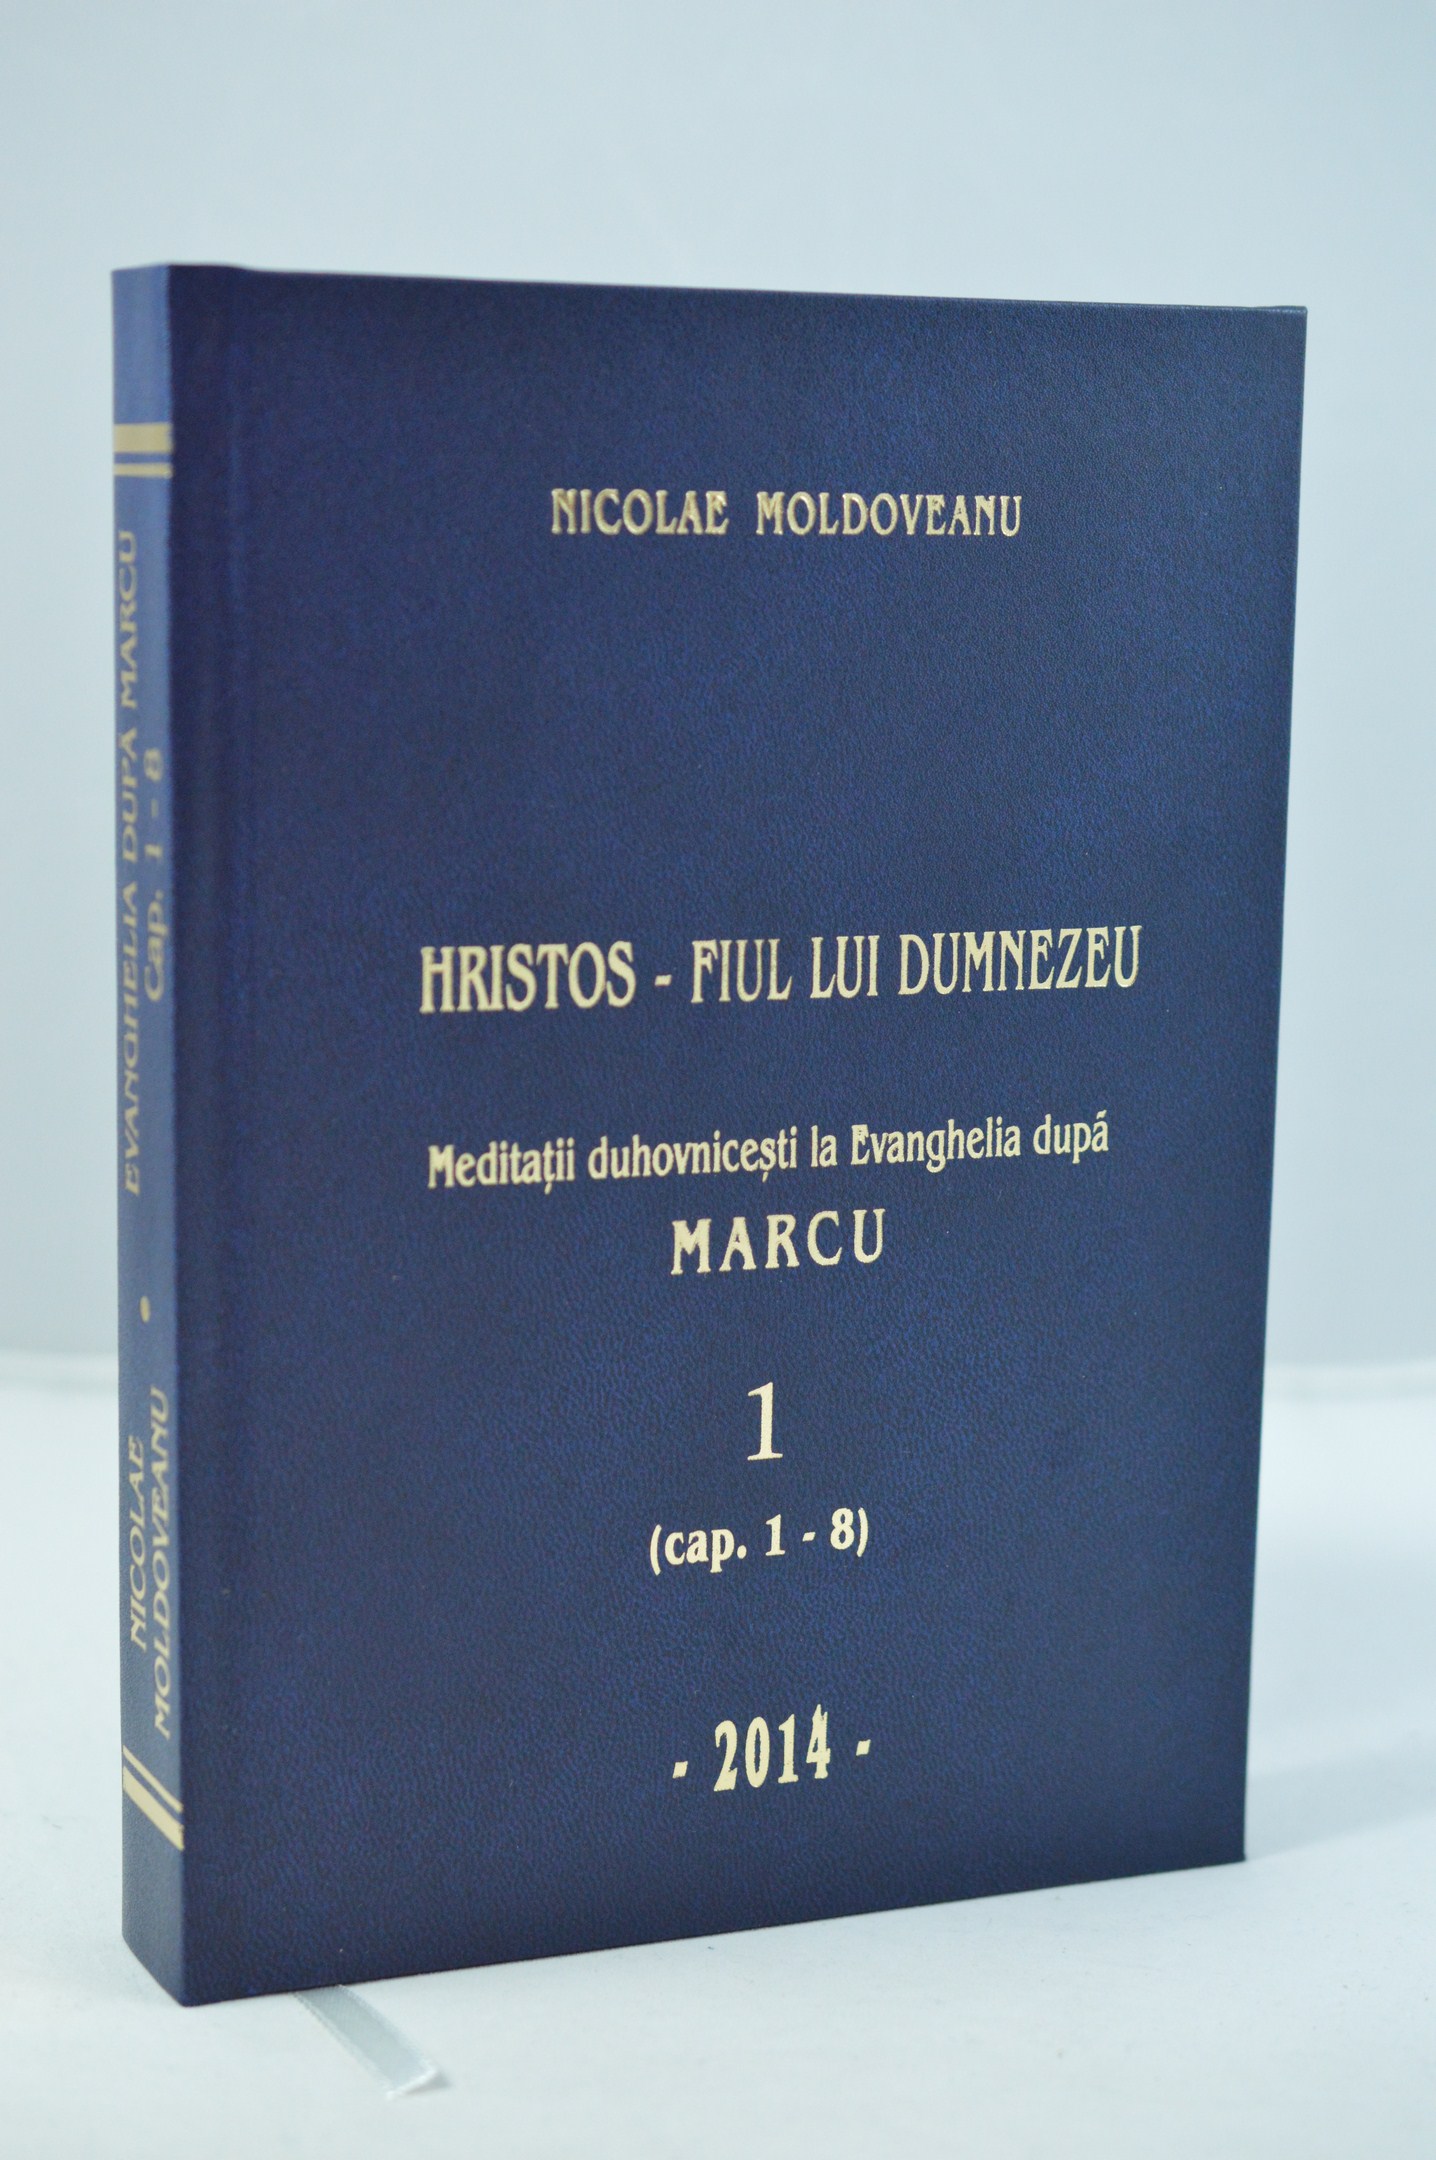 NICOLAE MOLDOVEANU
HRISTOS - FIUL LUI DUMNEZEU
Meditații duhovnicești la Evanghelia după
MARCU
1
(cap. 1 - 8)
- 2014 -
NICOLAE
MOLDOVEANU
•
EVANGHELIA DUPĂ MARCU
Cap. 1 - 8